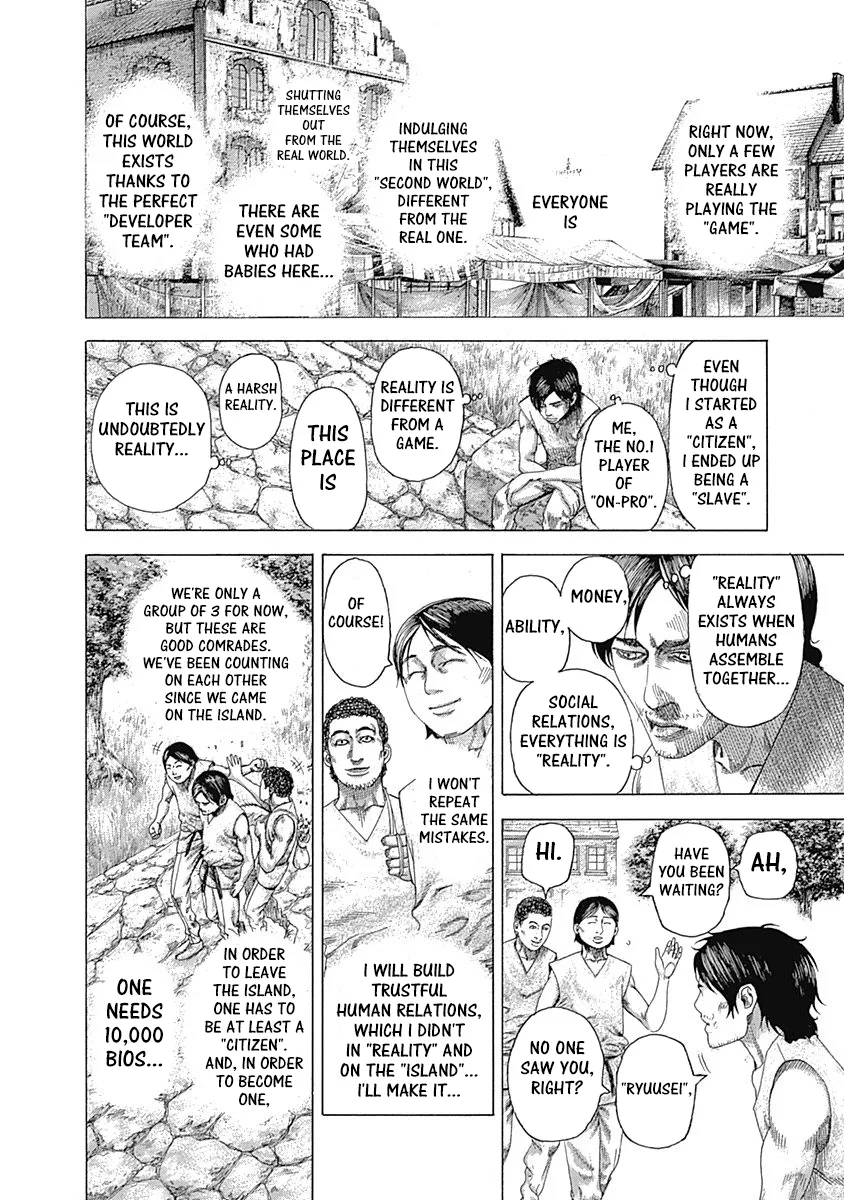 RIGHT NOW,
ONLY A FEW
PLAYERS ARE
REALLY
PLAYING THE
"GAME".
EVERYONE
IS
INDULGING
THEMSELVES
IN THIS
"SECOND WORLD",
DIFFERENT
FROM THE
REAL ONE.
SHUTTING
THEMSELVES
OUT
FROM THE
REAL WORLD.
THERE ARE
EVEN SOME
WHO HAD
BABIES HERE...
OF COURSE,
THIS WORLD
EXISTS
THANKS TO
THE PERFECT
"DEVELOPER
TEAM".
EVEN
THOUGH
I STARTED
AS A
"CITIZEN",
I ENDED UP
BEING A
"SLAVE".
ME,
THE NO.1
PLAYER
OF
"ON-PRO".
REALITY IS
DIFFERENT
FROM A
GAME.
THIS
PLACE
IS
A HARSH
REALITY.
THIS IS
UNDOUBTEDLY
REALITY...
"REALITY"
ALWAYS
EXISTS WHEN
HUMANS
ASSEMBLE
TOGETHER...
MONEY,
ABILITY,
SOCIAL
RELATIONS,
EVERYTHING IS
"REALITY".
AH,
HAVE
YOU BEEN
WAITING?
HI.
"RYUUSEI",
NO ONE
SAW YOU,
RIGHT?
OF
COURSE!
I WON'T
REPEAT
THE SAME
MISTAKES.
I WILL BUILD
TRUSTFUL
HUMAN RELATIONS,
WHICH I DIDN'T
IN "REALITY" AND
ON THE "ISLAND"...
I'LL MAKE IT...
WE'RE ONLY A
GROUP OF 3 FOR NOW,
BUT THESE ARE
GOOD COMRADES.
WE'VE BEEN COUNTING
ON EACH OTHER
SINCE WE CAME
ON THE ISLAND.
IN ORDER
TO LEAVE
THE ISLAND,
ONE HAS TO
BE AT LEAST A
"CITIZEN".
AND, IN ORDER
TO BECOME
ONE,
ONE
NEEDS
10,000
BIOS...